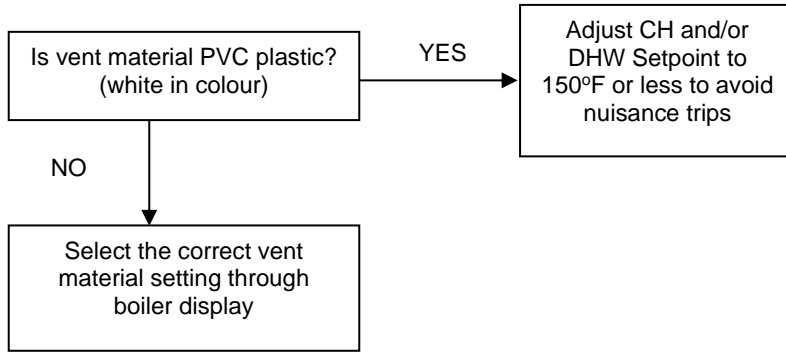 Is vent material PVC plastic?
(white in colour)
YES
Adjust CH and/or
DHW Setpoint to
150ºF or less to avoid
nuisance trips
NO
Select the correct vent
material setting through
boiler display